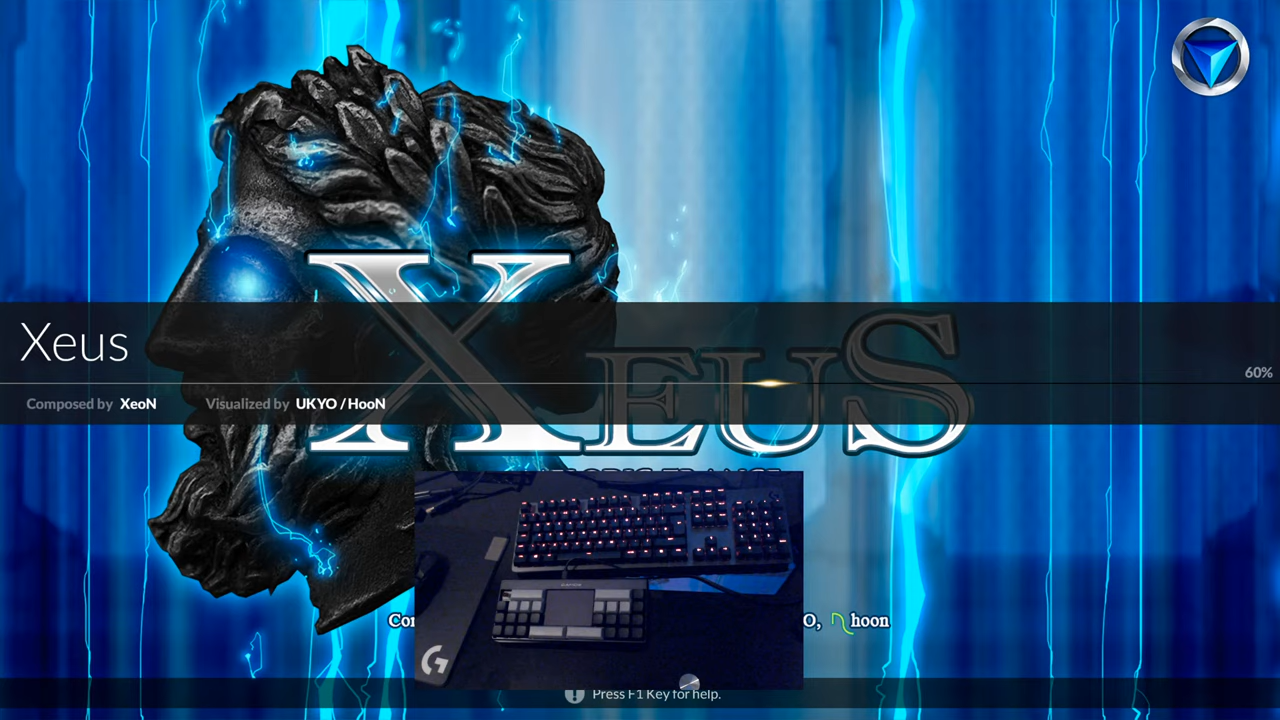 XEUS
Xeus
60%
Composed by XeoN
Visualized by UKYO / HooN
hoon
Press F1 Key for help.